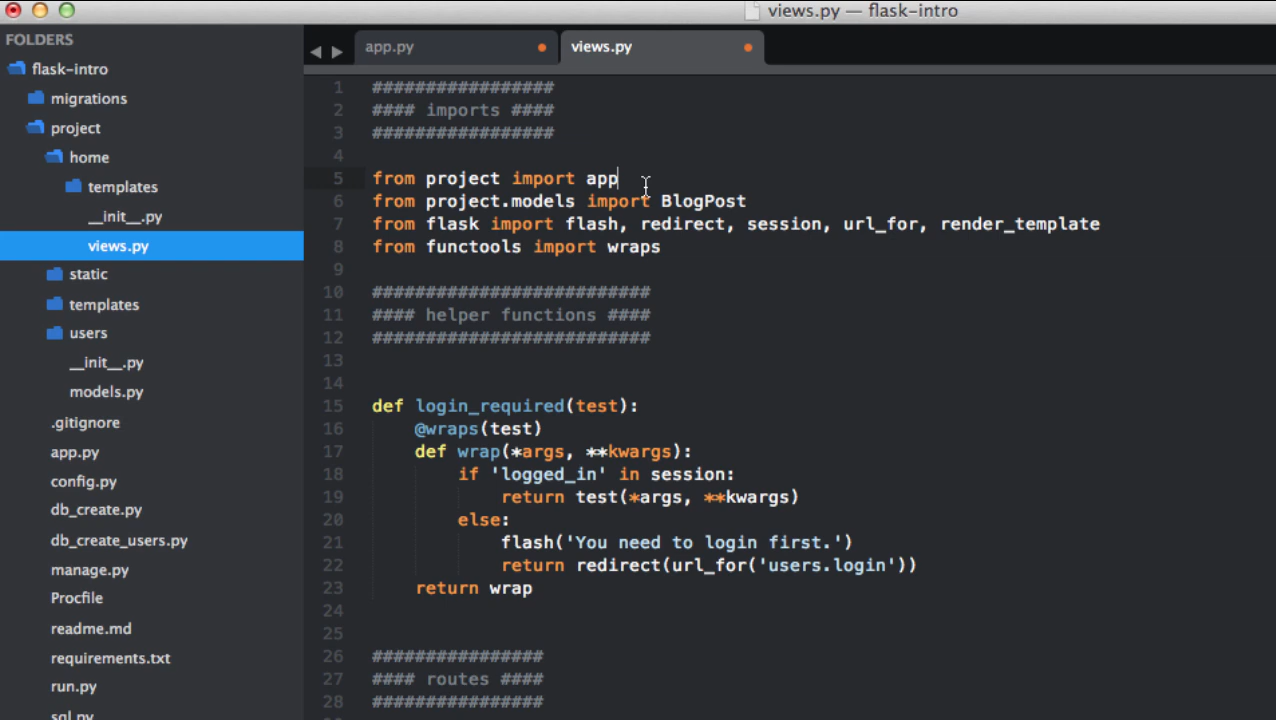 views.py — flask-intro
FOLDERS
flask-intro
migrations
project
home
templates
__init__.py
views.py
static
templates
users
__init__.py
models.py
.gitignore
app.py
config.py
db_create.py
db_create_users.py
manage.py
Procfile
readme.md
requirements.txt
run.py
sql.py
app.py
views.py
1 #################
2 #### imports ####
3 #################
4
5 from project import app
6 from project.models import BlogPost
7 from flask import flash, redirect, session, url_for, render_template
8 from functools import wraps
9
10 ##########################
11 #### helper functions ####
12 ##########################
13
14
15 def login_required(test):
16     @wraps(test)
17     def wrap(*args, **kwargs):
18         if 'logged_in' in session:
19             return test(*args, **kwargs)
20         else:
21             flash('You need to login first.')
22             return redirect(url_for('users.login'))
23     return wrap
24
25
26 ################
27 #### routes ####
28 ################